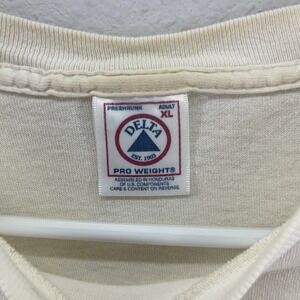 PRESHRUNK ADULT
XL
DELTA
EST. 1903
PRO WEIGHT®
ASSEMBLED IN HONDURAS
OF U.S. COMPONENTS
CARE & CONTENT ON REVERSE